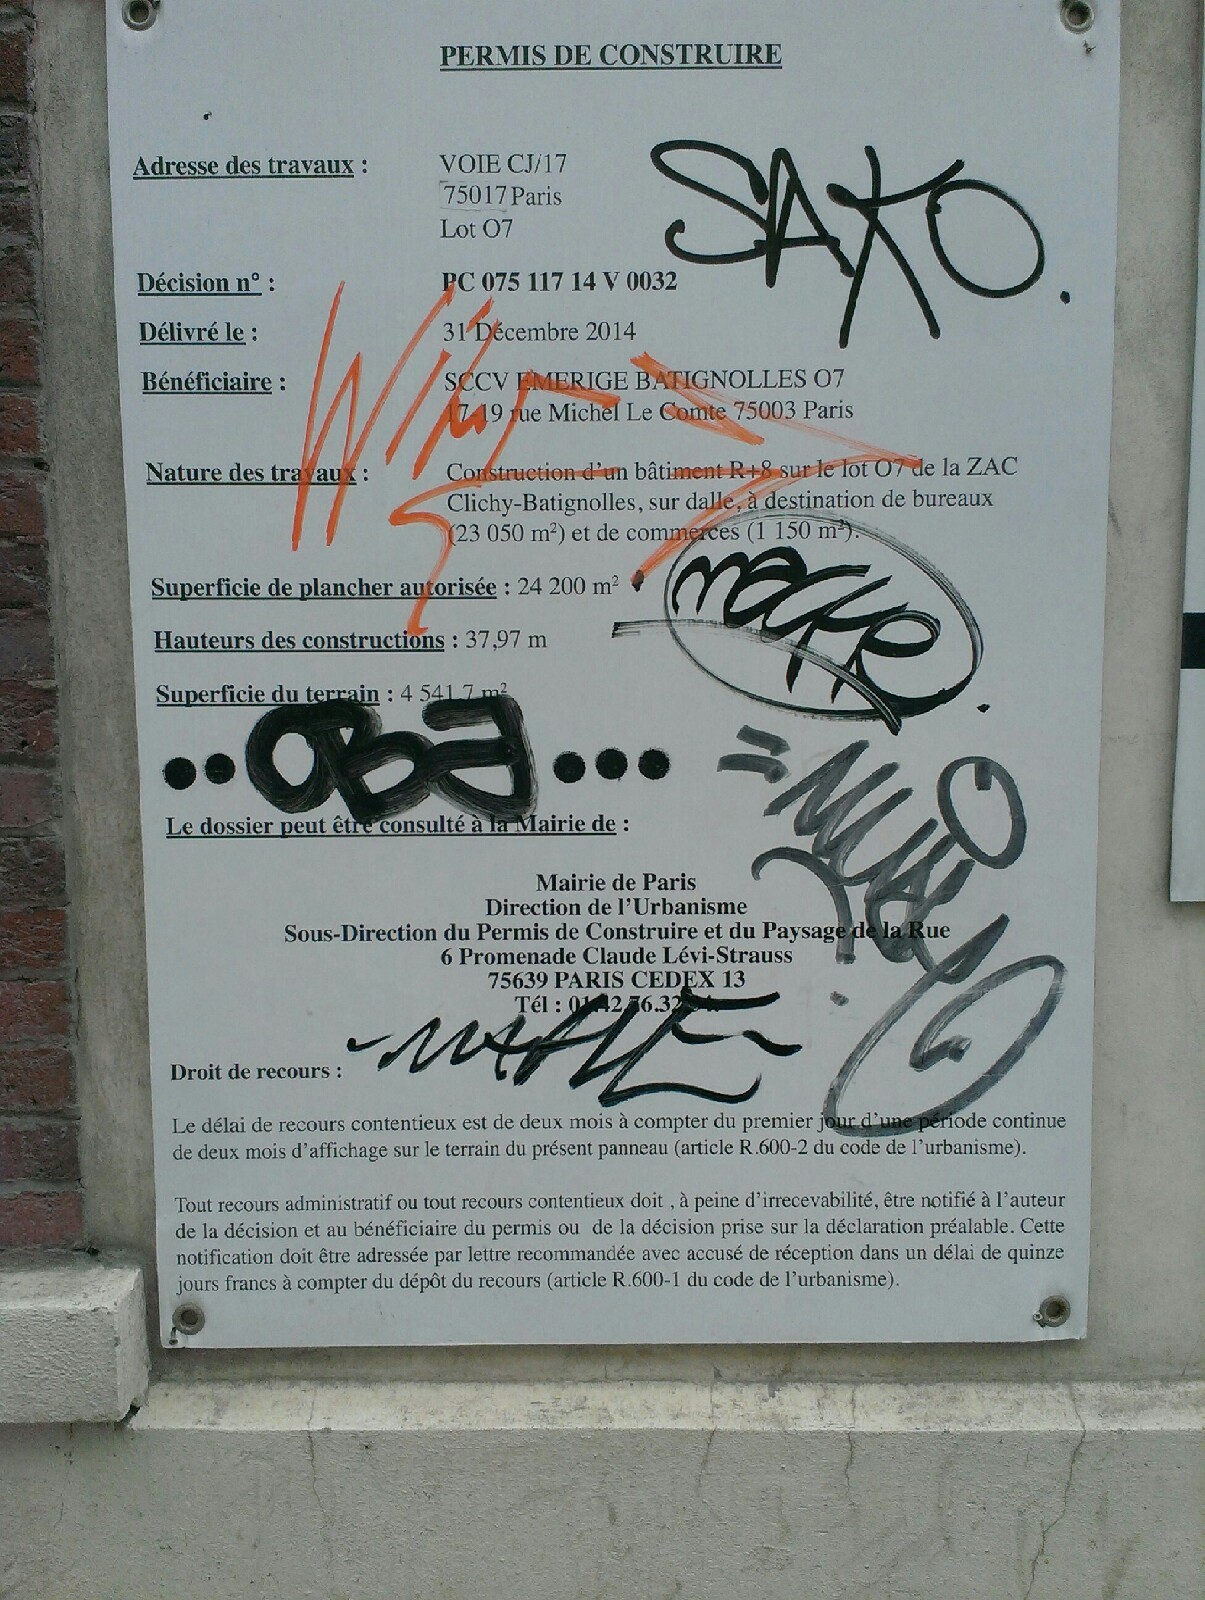 PERMIS DE CONSTRUIRE
Adresse des travaux : VOIE CJ/17
75017 Paris
Lot O7
SAKO.
Décision n° : PC 075 117 14 V 0032
Délivré le : 31 Décembre 2014
Bénéficiaire : SCCV EMERIGE BATIGNOLLES O7
17-19 rue Michel Le Comte 75003 Paris
Nature des travaux : Construction d'un bâtiment R+8 sur le lot O7 de la ZAC
Clichy-Batignolles, sur dalle, à destination de bureaux
(23 050 m²) et de commerces (1 150 m²).
Superficie de plancher autorisée : 24 200 m²
Hauteurs des constructions : 37,97 m
Superficie du terrain : 4 541,7 m²
Le dossier peut être consulté à la Mairie de :
Mairie de Paris
Direction de l'Urbanisme
Sous-Direction du Permis de Construire et du Paysage de la Rue
6 Promenade Claude Lévi-Strauss
75639 PARIS CEDEX 13
Tél : 01.42.76.32
Droit de recours :
Le délai de recours contentieux est de deux mois à compter du premier jour d'une période continue
de deux mois d'affichage sur le terrain du présent panneau (article R.600-2 du code de l'urbanisme).
Tout recours administratif ou tout recours contentieux doit , à peine d'irrecevabilité, être notifié à l'auteur
de la décision et au bénéficiaire du permis ou de la décision prise sur la déclaration préalable. Cette
notification doit être adressée par lettre recommandée avec accusé de réception dans un délai de quinze
jours francs à compter du dépôt du recours (article R.600-1 du code de l'urbanisme).